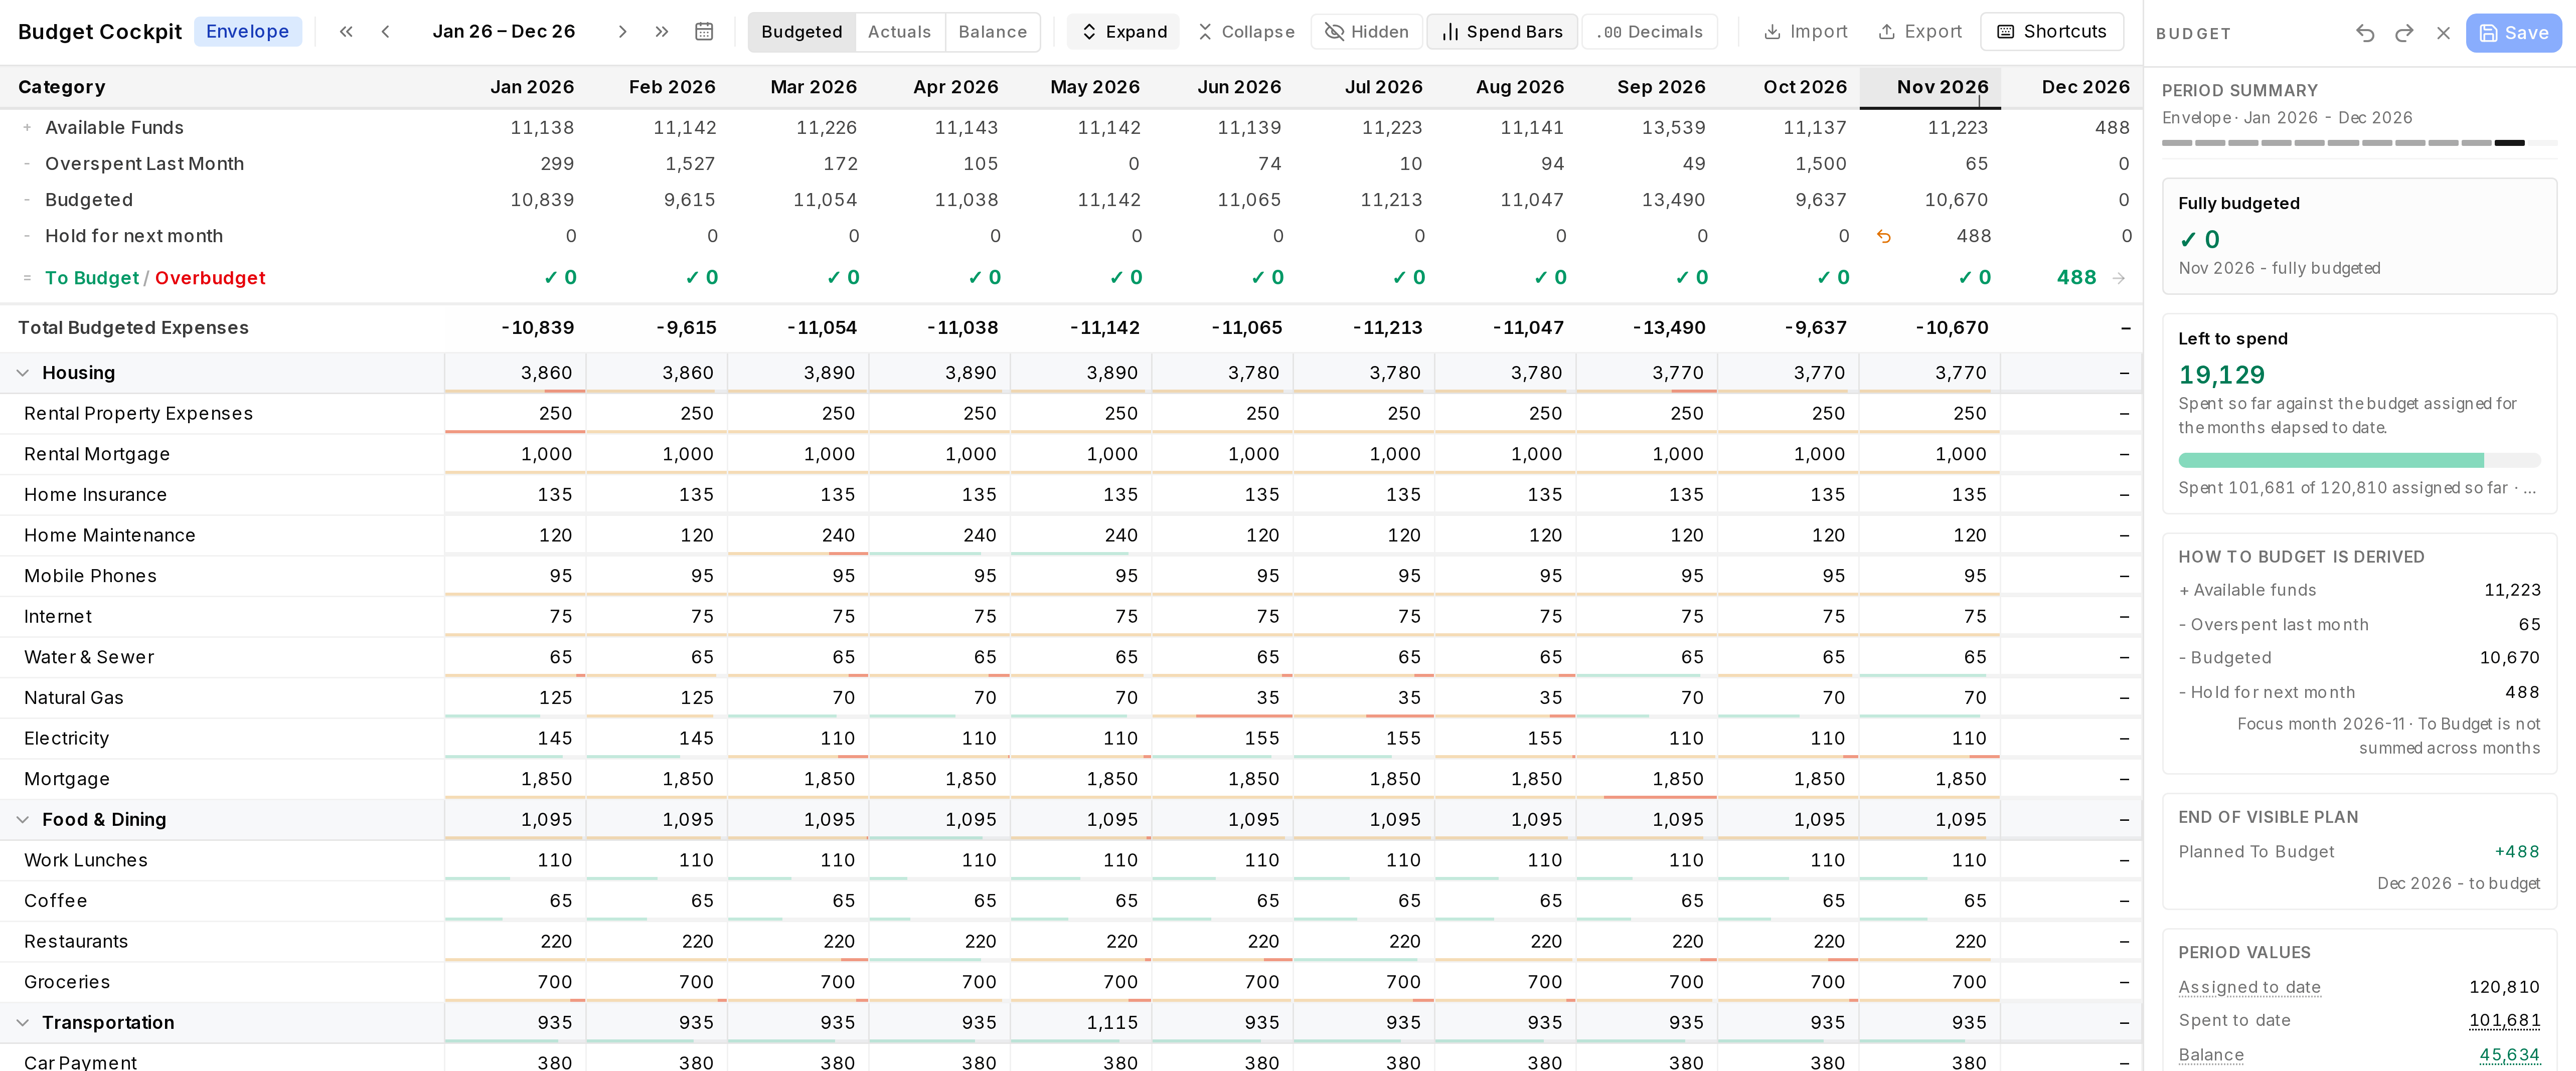 Budget Cockpit Envelope Jan 26 – Dec 26 Budgeted Actuals Balance Expand Collapse Hidden Spend Bars .00 Decimals Import Export Shortcuts
Category Jan 2026 Feb 2026 Mar 2026 Apr 2026 May 2026 Jun 2026 Jul 2026 Aug 2026 Sep 2026 Oct 2026 Nov 2026 Dec 2026
+ Available Funds 11,138 11,142 11,226 11,143 11,142 11,139 11,223 11,141 13,539 11,137 11,223 488
- Overspent Last Month 299 1,527 172 105 0 74 10 94 49 1,500 65 0
- Budgeted 10,839 9,615 11,054 11,038 11,142 11,065 11,213 11,047 13,490 9,637 10,670 0
- Hold for next month 0 0 0 0 0 0 0 0 0 0 488 0
= To Budget / Overbudget ✓ 0 ✓ 0 ✓ 0 ✓ 0 ✓ 0 ✓ 0 ✓ 0 ✓ 0 ✓ 0 ✓ 0 ✓ 0 488 →
Total Budgeted Expenses -10,839 -9,615 -11,054 -11,038 -11,142 -11,065 -11,213 -11,047 -13,490 -9,637 -10,670 –
Housing 3,860 3,860 3,890 3,890 3,890 3,780 3,780 3,780 3,770 3,770 3,770 –
Rental Property Expenses 250 250 250 250 250 250 250 250 250 250 250 –
Rental Mortgage 1,000 1,000 1,000 1,000 1,000 1,000 1,000 1,000 1,000 1,000 1,000 –
Home Insurance 135 135 135 135 135 135 135 135 135 135 135 –
Home Maintenance 120 120 240 240 240 120 120 120 120 120 120 –
Mobile Phones 95 95 95 95 95 95 95 95 95 95 95 –
Internet 75 75 75 75 75 75 75 75 75 75 75 –
Water & Sewer 65 65 65 65 65 65 65 65 65 65 65 –
Natural Gas 125 125 70 70 70 35 35 35 70 70 70 –
Electricity 145 145 110 110 110 155 155 155 110 110 110 –
Mortgage 1,850 1,850 1,850 1,850 1,850 1,850 1,850 1,850 1,850 1,850 1,850 –
Food & Dining 1,095 1,095 1,095 1,095 1,095 1,095 1,095 1,095 1,095 1,095 1,095 –
Work Lunches 110 110 110 110 110 110 110 110 110 110 110 –
Coffee 65 65 65 65 65 65 65 65 65 65 65 –
Restaurants 220 220 220 220 220 220 220 220 220 220 220 –
Groceries 700 700 700 700 700 700 700 700 700 700 700 –
Transportation 935 935 935 935 1,115 935 935 935 935 935 935 –
Car Payment 380 380 380 380 380 380 380 380 380 380 380 –
BUDGET Save
PERIOD SUMMARY
Envelope · Jan 2026 - Dec 2026
Fully budgeted
✓ 0
Nov 2026 - fully budgeted
Left to spend
19,129
Spent so far against the budget assigned for
the months elapsed to date.
Spent 101,681 of 120,810 assigned so far · ...
HOW TO BUDGET IS DERIVED
+ Available funds 11,223
- Overspent last month 65
- Budgeted 10,670
- Hold for next month 488
Focus month 2026-11 · To Budget is not
summed across months
END OF VISIBLE PLAN
Planned To Budget +488
Dec 2026 - to budget
PERIOD VALUES
Assigned to date 120,810
Spent to date 101,681
Balance 45,634